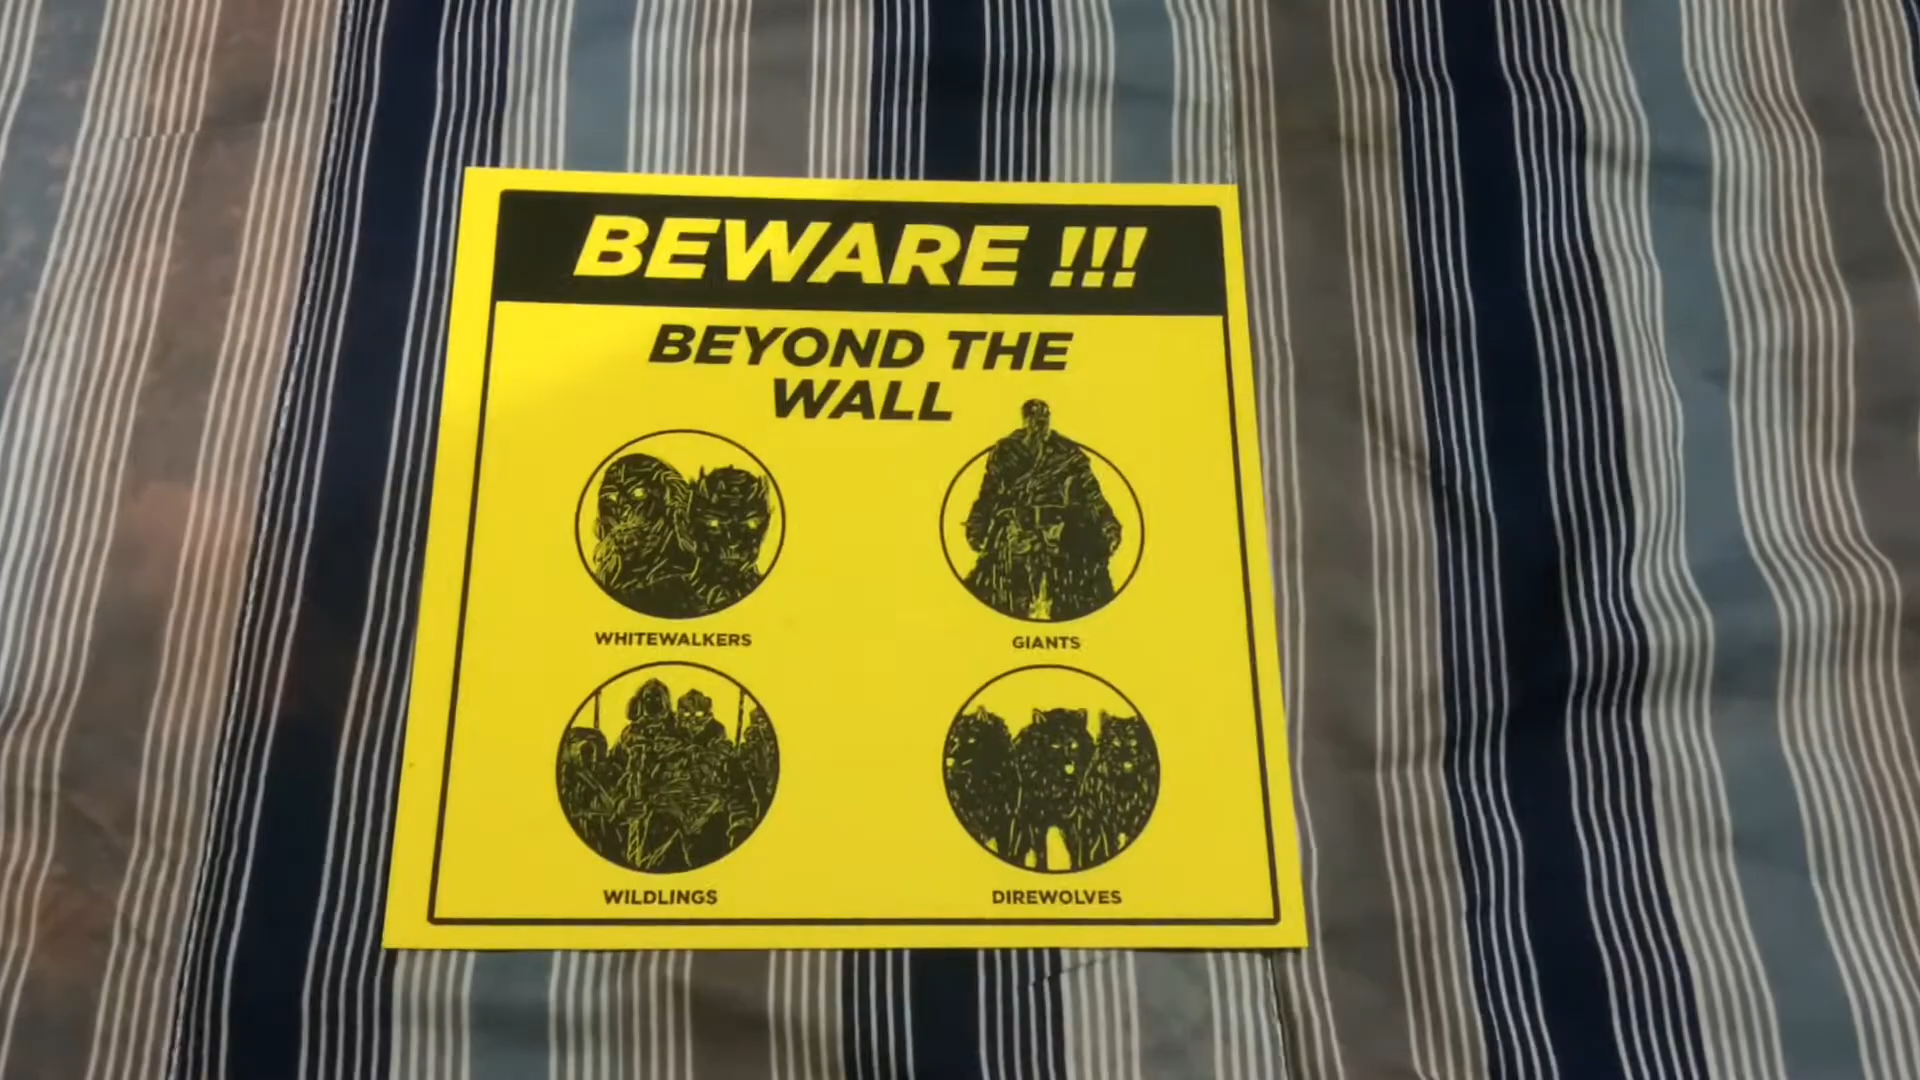 BEWARE !!!
BEYOND THE
WALL
WHITEWALKERS
GIANTS
WILDLINGS
DIREWOLVES